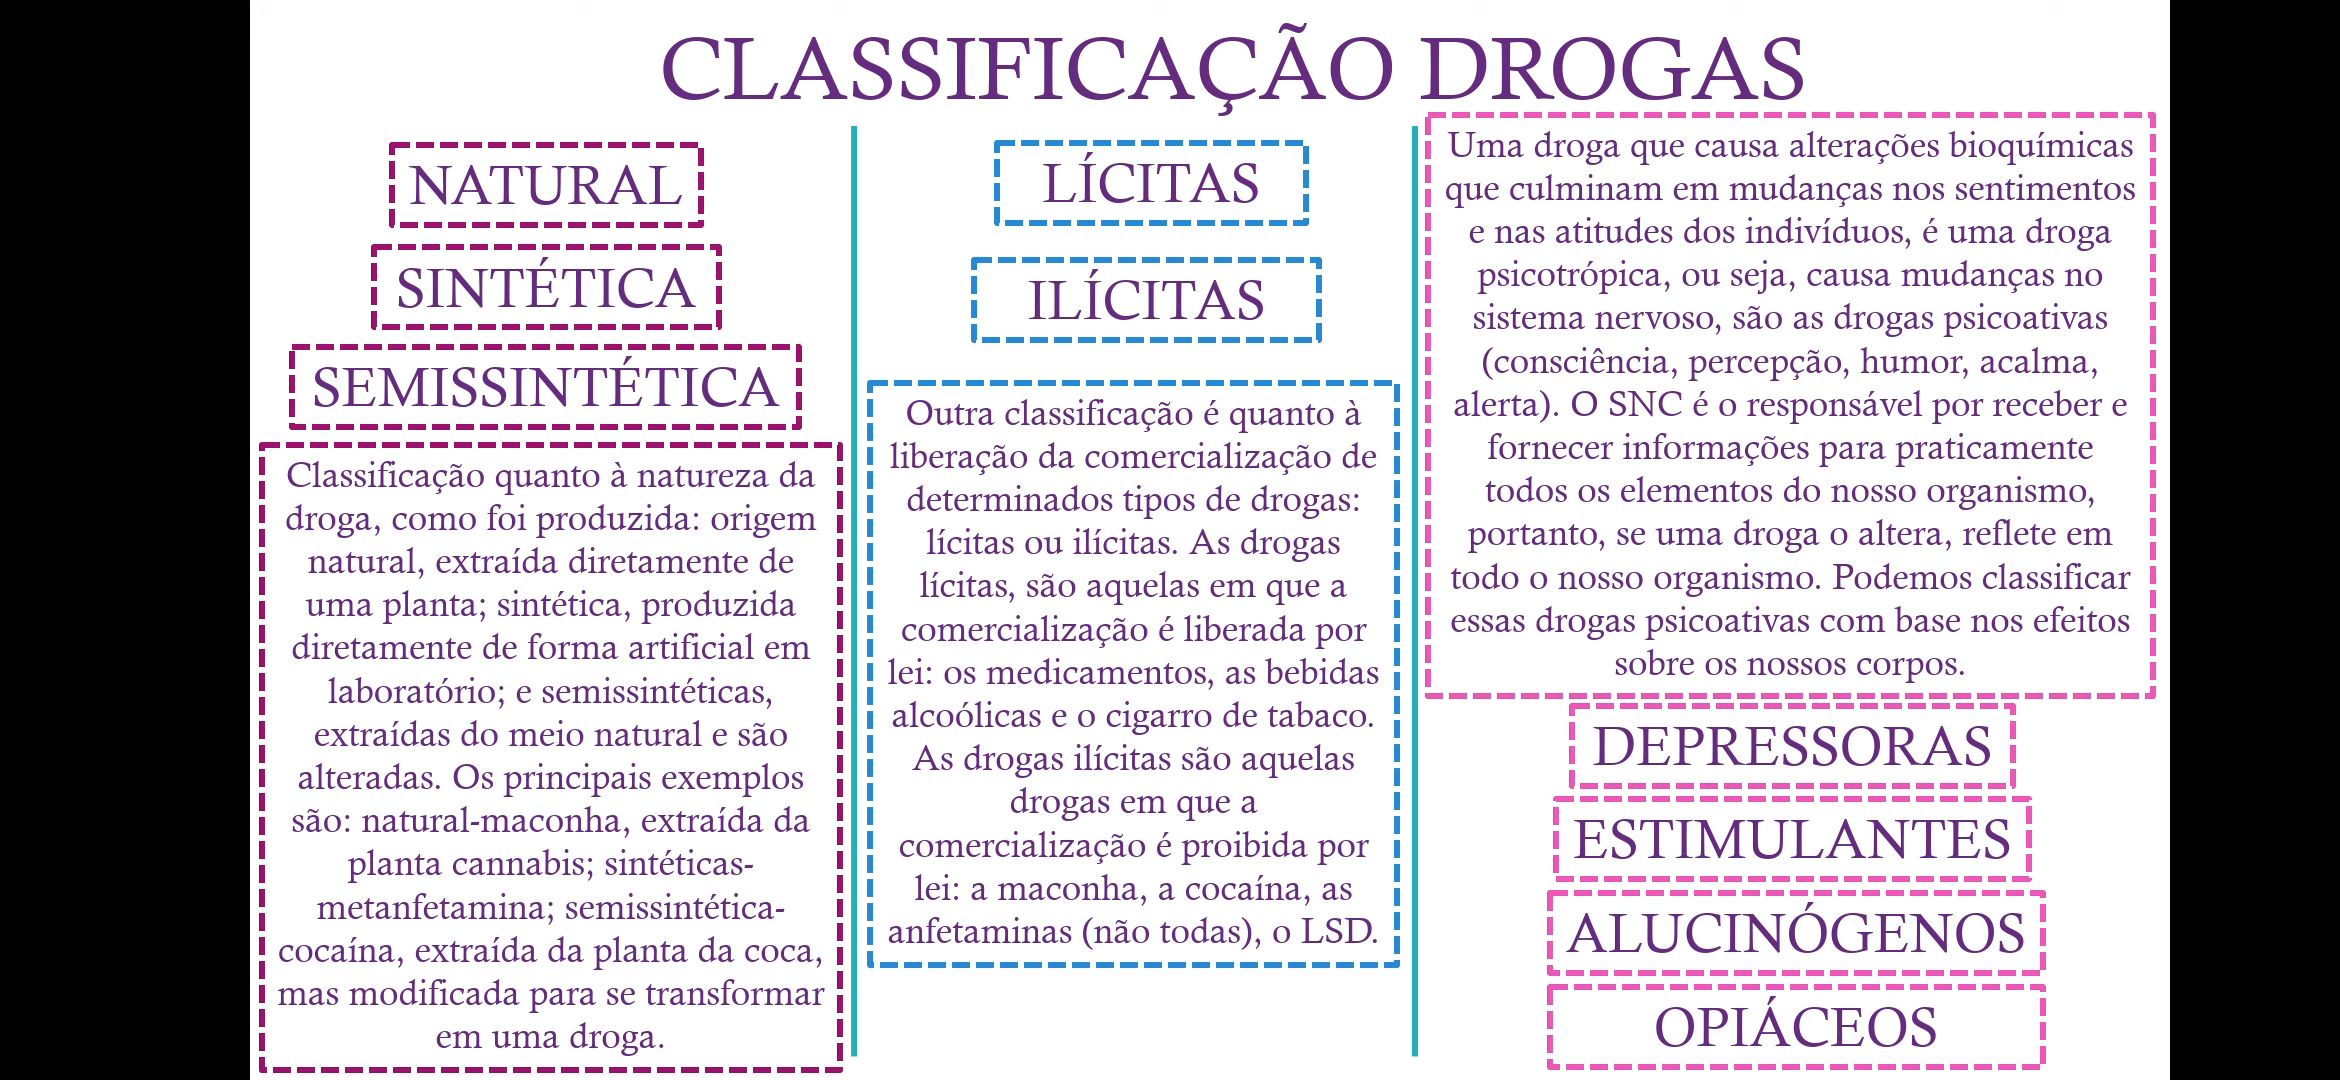 CLASSIFICAÇÃO DROGAS
NATURAL
SINTÉTICA
SEMISSINTÉTICA
Classificação quanto à natureza da
droga, como foi produzida: origem
natural, extraída diretamente de
uma planta; sintética, produzida
diretamente de forma artificial em
laboratório; e semissintéticas,
extraídas do meio natural e são
alteradas. Os principais exemplos
são: natural-maconha, extraída da
planta cannabis; sintéticas-
metanfetamina; semissintética-
cocaína, extraída da planta da coca,
mas modificada para se transformar
em uma droga.
LÍCITAS
ILÍCITAS
Outra classificação é quanto à
liberação da comercialização de
determinados tipos de drogas:
lícitas ou ilícitas. As drogas
lícitas, são aquelas em que a
comercialização é liberada por
lei: os medicamentos, as bebidas
alcoólicas e o cigarro de tabaco.
As drogas ilícitas são aquelas
drogas em que a
comercialização é proibida por
lei: a maconha, a cocaína, as
anfetaminas (não todas), o LSD.
Uma droga que causa alterações bioquímicas
que culminam em mudanças nos sentimentos
e nas atitudes dos indivíduos, é uma droga
psicotrópica, ou seja, causa mudanças no
sistema nervoso, são as drogas psicoativas
(consciência, percepção, humor, acalma,
alerta). O SNC é o responsável por receber e
fornecer informações para praticamente
todos os elementos do nosso organismo,
portanto, se uma droga o altera, reflete em
todo o nosso organismo. Podemos classificar
essas drogas psicoativas com base nos efeitos
sobre os nossos corpos.
DEPRESSORAS
ESTIMULANTES
ALUCINÓGENOS
OPIÁCEOS